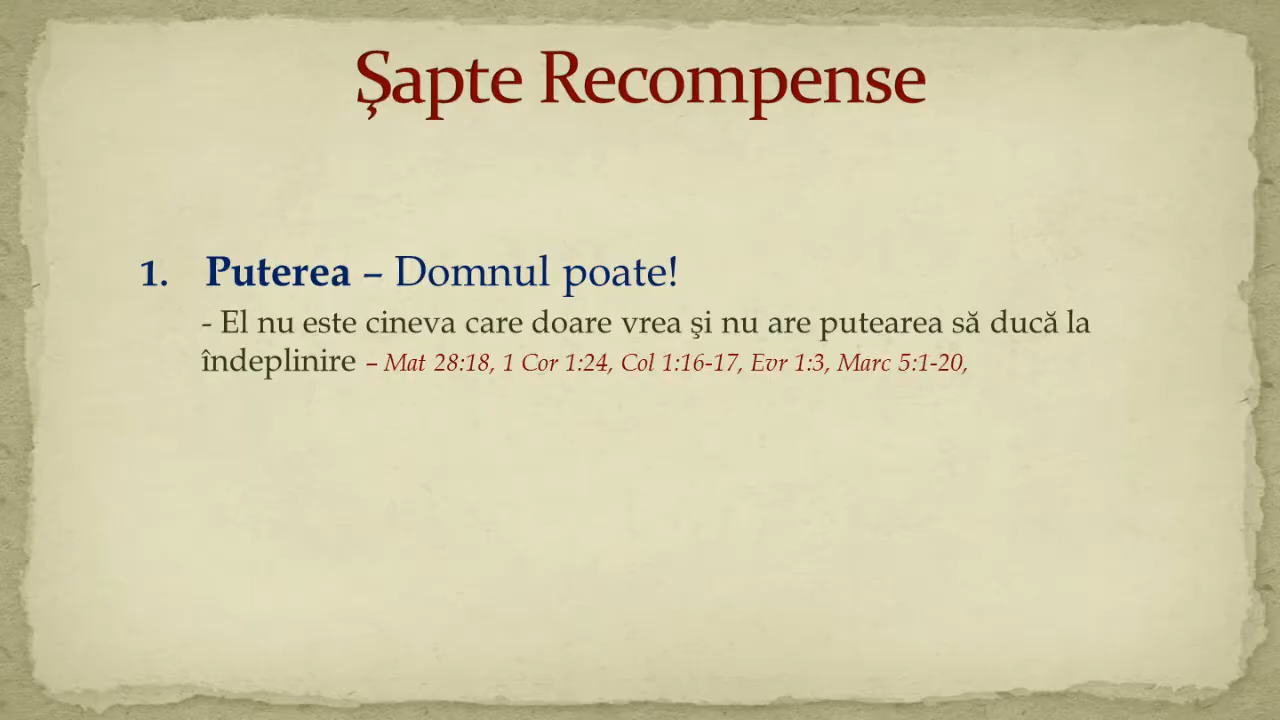 Şapte Recompense
1. Puterea – Domnul poate!
- El nu este cineva care doare vrea şi nu are putearea să ducă la
îndeplinire – Mat 28:18, 1 Cor 1:24, Col 1:16-17, Evr 1:3, Marc 5:1-20,